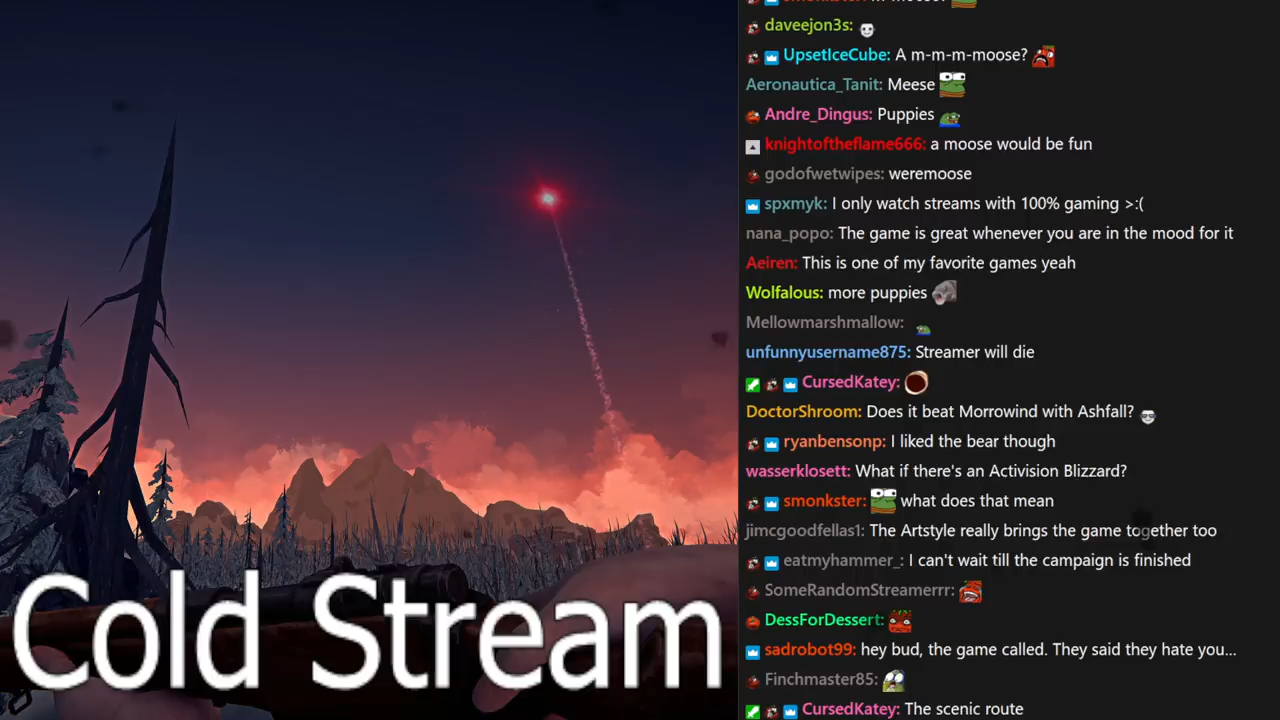 Cold Stream
daveejon3s:
UpsetIceCube: A m-m-m-moose?
Aeronautica_Tanit: Meese
Andre_Dingus: Puppies
knightoftheflame666: a moose would be fun
godofwetwipes: weremoose
spxmyk: I only watch streams with 100% gaming >:(
nana_popo: The game is great whenever you are in the mood for it
Aeiren: This is one of my favorite games yeah
Wolfalous: more puppies
Mellowmarshmallow:
unfunnyusername875: Streamer will die
CursedKatey:
DoctorShroom: Does it beat Morrowind with Ashfall?
ryanbensonp: I liked the bear though
wasserklosett: What if there's an Activision Blizzard?
smonkster: what does that mean
jimcgoodfellas1: The Artstyle really brings the game together too
eatmyhammer_: I can't wait till the campaign is finished
SomeRandomStreamerrr:
DessForDessert:
sadrobot99: hey bud, the game called. They said they hate you...
Finchmaster85:
CursedKatey: The scenic route